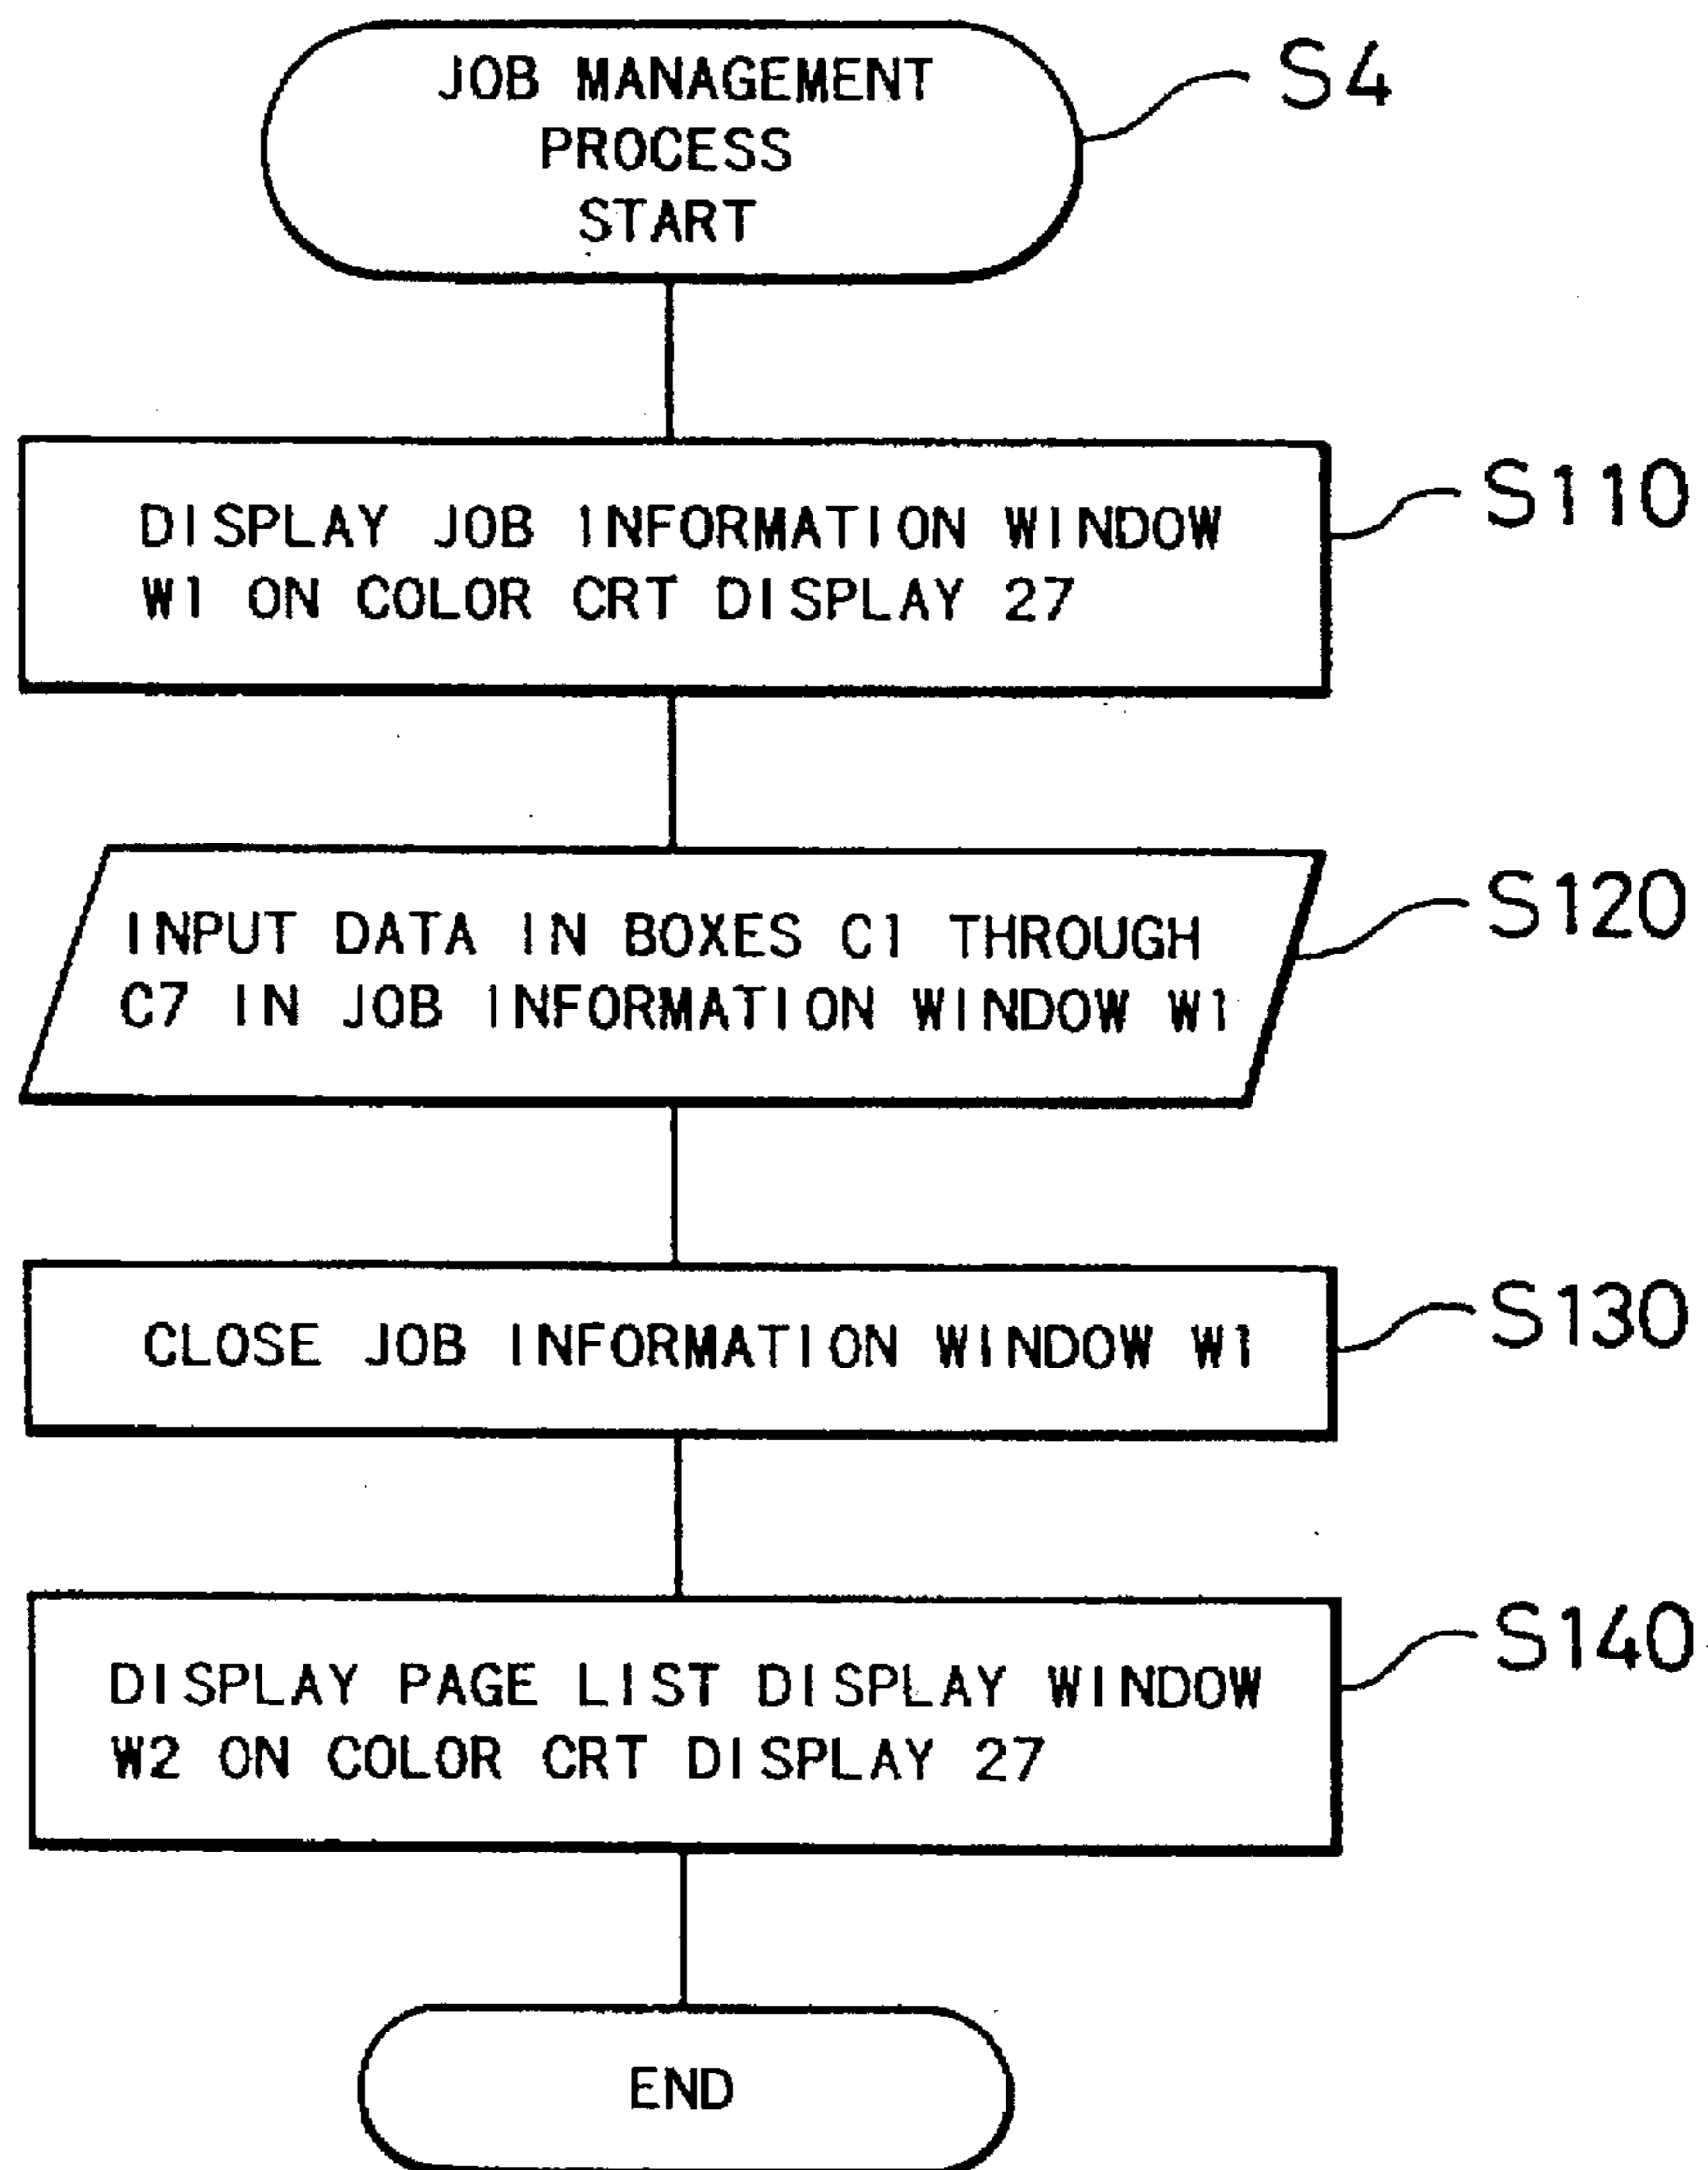 JOB MANAGEMENT
PROCESS
START
S4
DISPLAY JOB INFORMATION WINDOW
W1 ON COLOR CRT DISPLAY 27
S110
INPUT DATA IN BOXES C1 THROUGH
C7 IN JOB INFORMATION WINDOW W1
S120
CLOSE JOB INFORMATION WINDOW W1
S130
DISPLAY PAGE LIST DISPLAY WINDOW
W2 ON COLOR CRT DISPLAY 27
S140
END